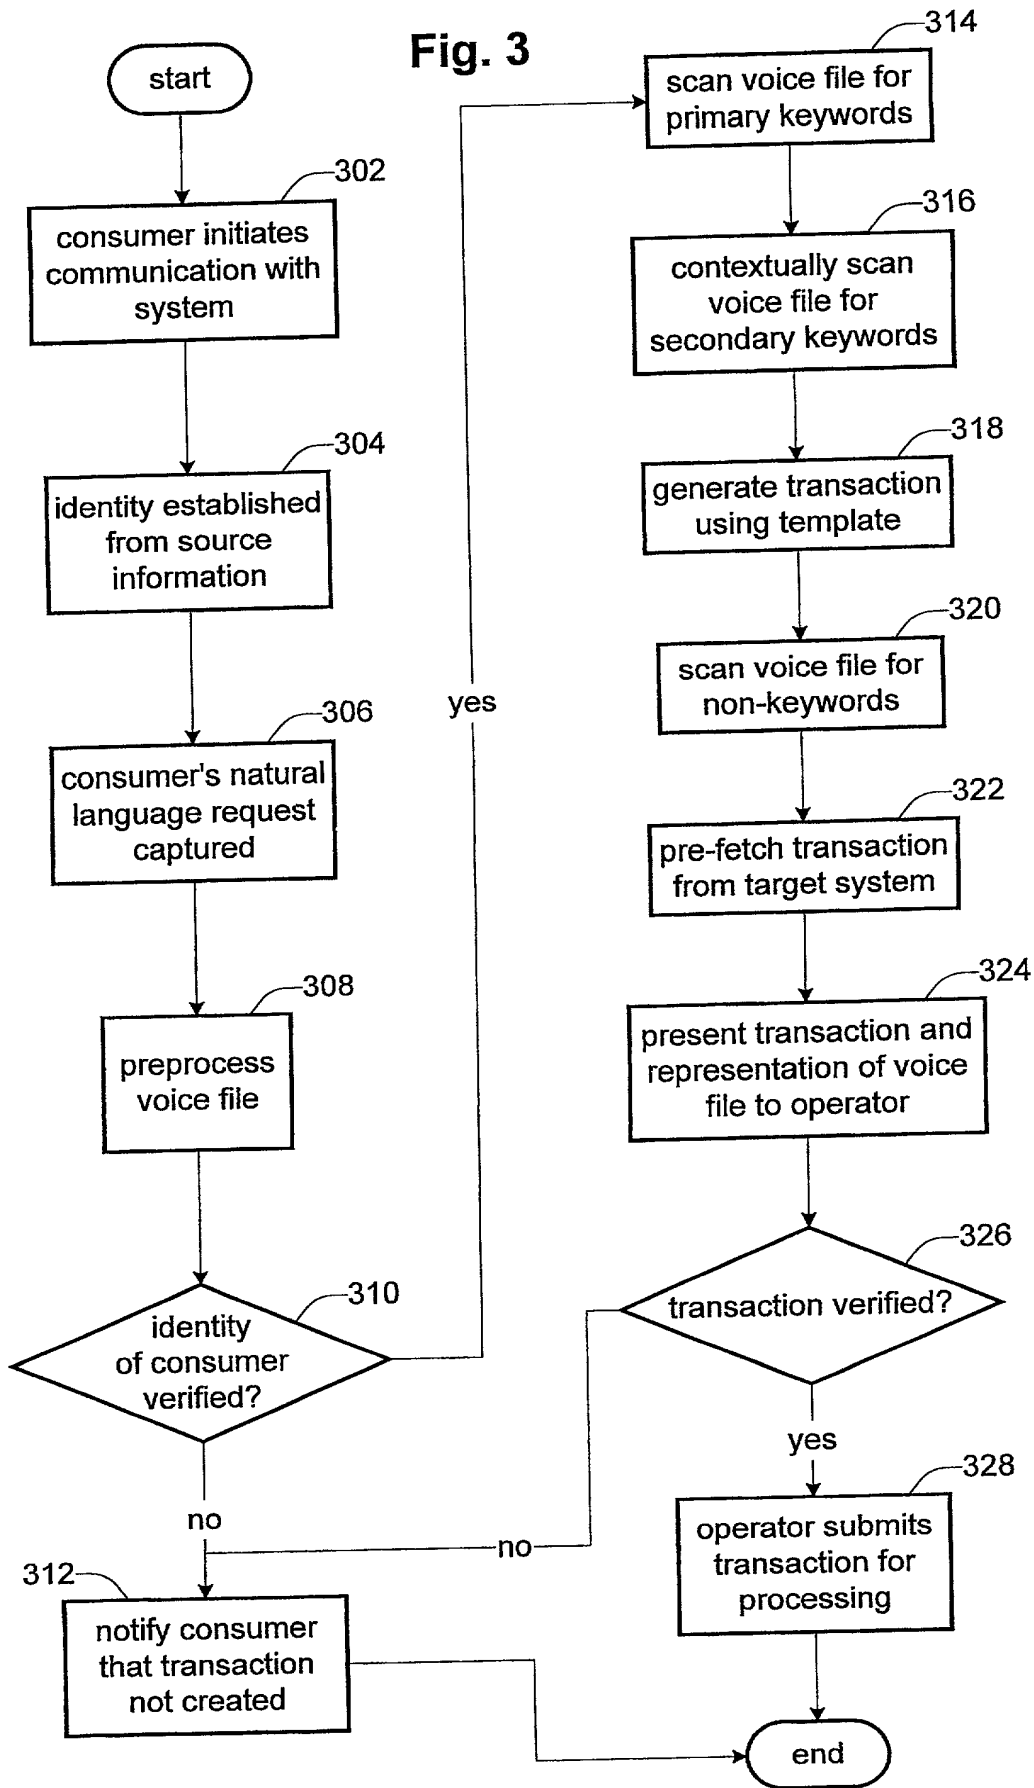 Fig. 3
start
302
consumer initiates
communication with
system
304
identity established
from source
information
306
consumer's natural
language request
captured
308
preprocess
voice file
310
identity
of consumer
verified?
yes
no
312
notify consumer
that transaction
not created
314
scan voice file for
primary keywords
316
contextually scan
voice file for
secondary keywords
318
generate transaction
using template
320
scan voice file for
non-keywords
322
pre-fetch transaction
from target system
324
present transaction and
representation of voice
file to operator
326
transaction verified?
no
yes
328
operator submits
transaction for
processing
end